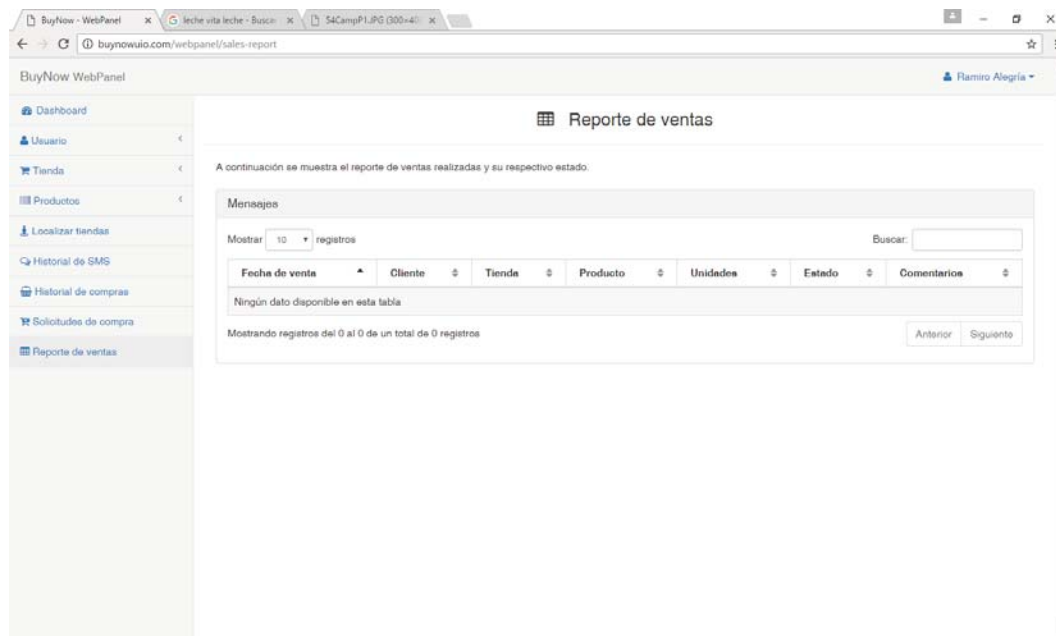 BuyNow - WebPanel
leche vita leche - Busca
54CampP1.JPG (300×40
buynowuio.com/webpanel/sales-report
BuyNow WebPanel
Ramiro Alegría
Dashboard
Usuario
Tienda
Productos
Localizar tiendas
Historial de SMS
Historial de compras
Solicitudes de compra
Reporte de ventas
Reporte de ventas
A continuación se muestra el reporte de ventas realizadas y su respectivo estado.
Mensajes
Mostrar 10 registros
Buscar:
Fecha de venta Cliente Tienda Producto Unidades Estado Comentarios
Ningún dato disponible en esta tabla
Mostrando registros del 0 al 0 de un total de 0 registros
Anterior Siguiente